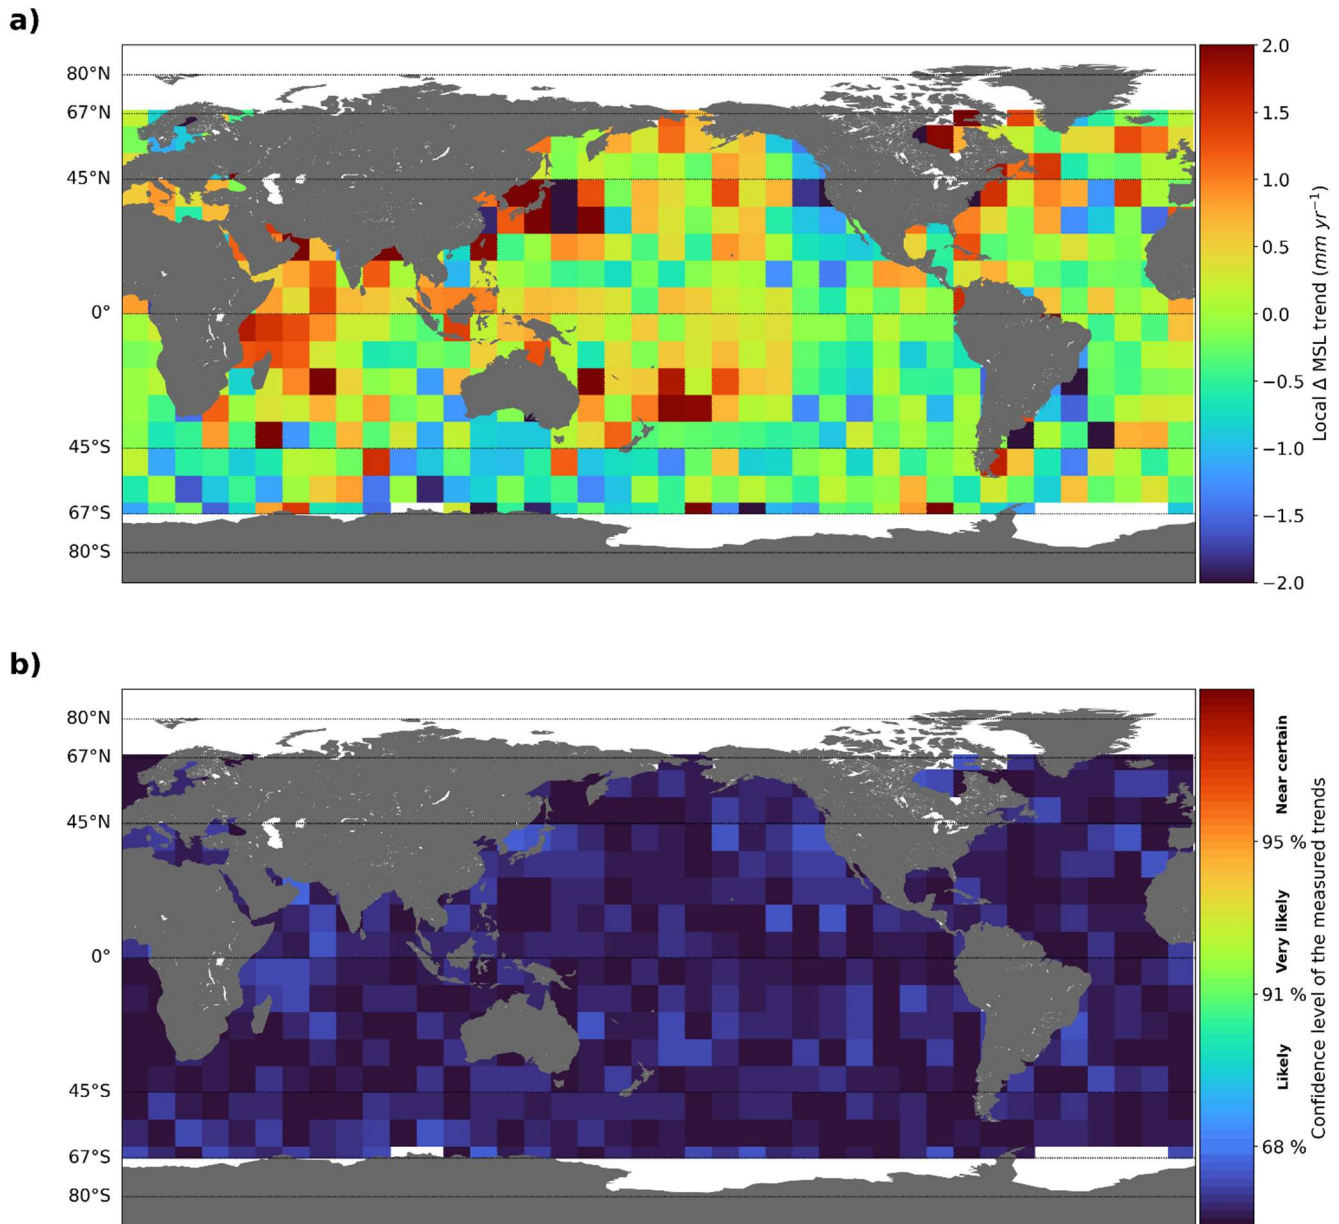 a)
80°N
67°N
45°N
0°
45°S
67°S
80°S
2.0
1.5
1.0
0.5
0.0
−0.5
−1.0
−1.5
−2.0
Local Δ MSL trend (mm yr⁻¹)
b)
80°N
67°N
45°N
0°
45°S
67°S
80°S
95 %
91 %
68 %
Near certain
Very likely
Likely
Confidence level of the measured trends